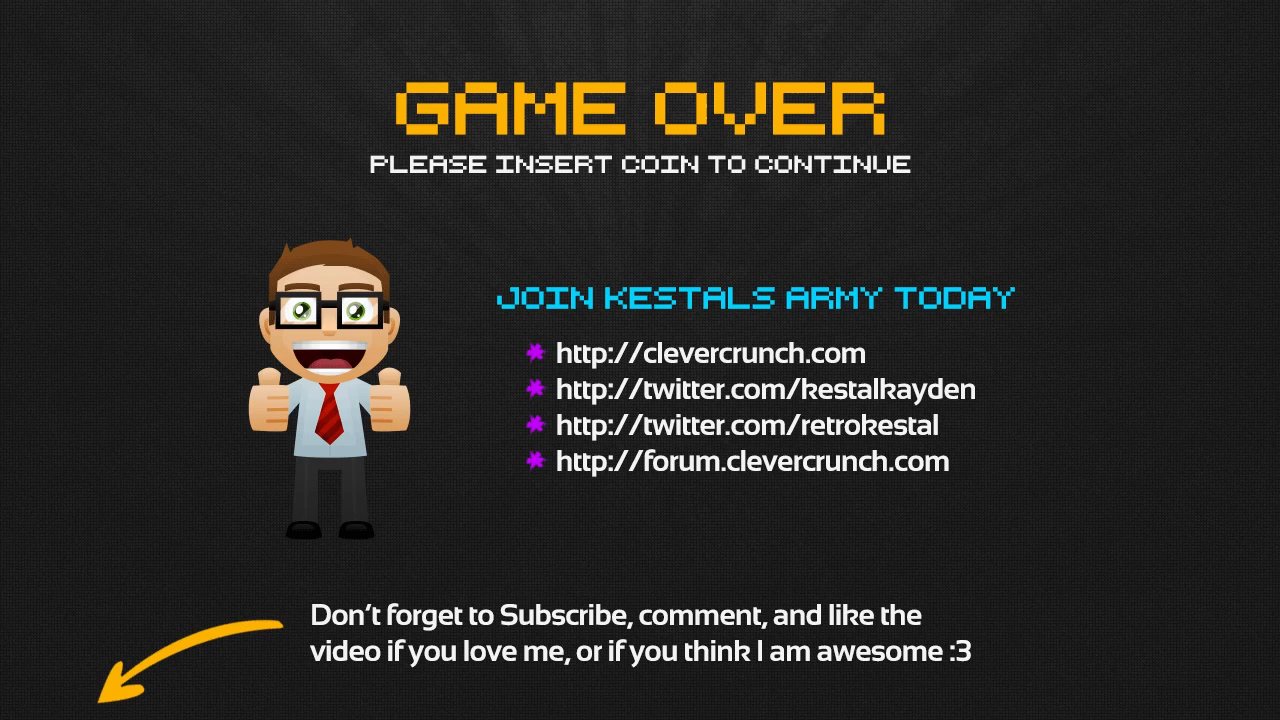 GAME OVER
PLEASE INSERT COIN TO CONTINUE
JOIN KESTALS ARMY TODAY
http://clevercrunch.com
http://twitter.com/kestalkayden
http://twitter.com/retrokestal
http://forum.clevercrunch.com
Don't forget to Subscribe, comment, and like the
video if you love me, or if you think I am awesome :3